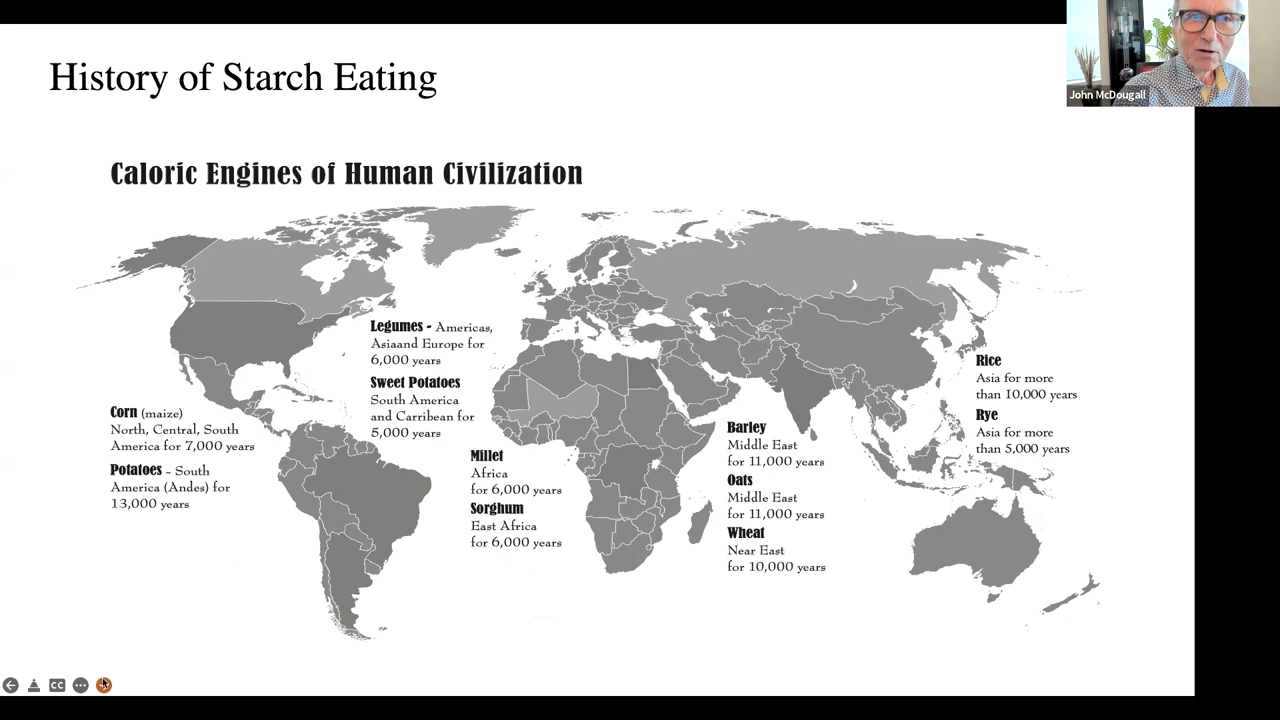 History of Starch Eating
John McDougall
Caloric Engines of Human Civilization
Legumes - Americas,
Asiaand Europe for
6,000 years
Sweet Potatoes
South America
and Carribean for
5,000 years
Corn (maize)
North, Central, South
America for 7,000 years
Potatoes - South
America (Andes) for
13,000 years
Millet
Africa
for 6,000 years
Sorghum
East Africa
for 6,000 years
Barley
Middle East
for 11,000 years
Oats
Middle East
for 11,000 years
Wheat
Near East
for 10,000 years
Rice
Asia for more
than 10,000 years
Rye
Asia for more
than 5,000 years
CC